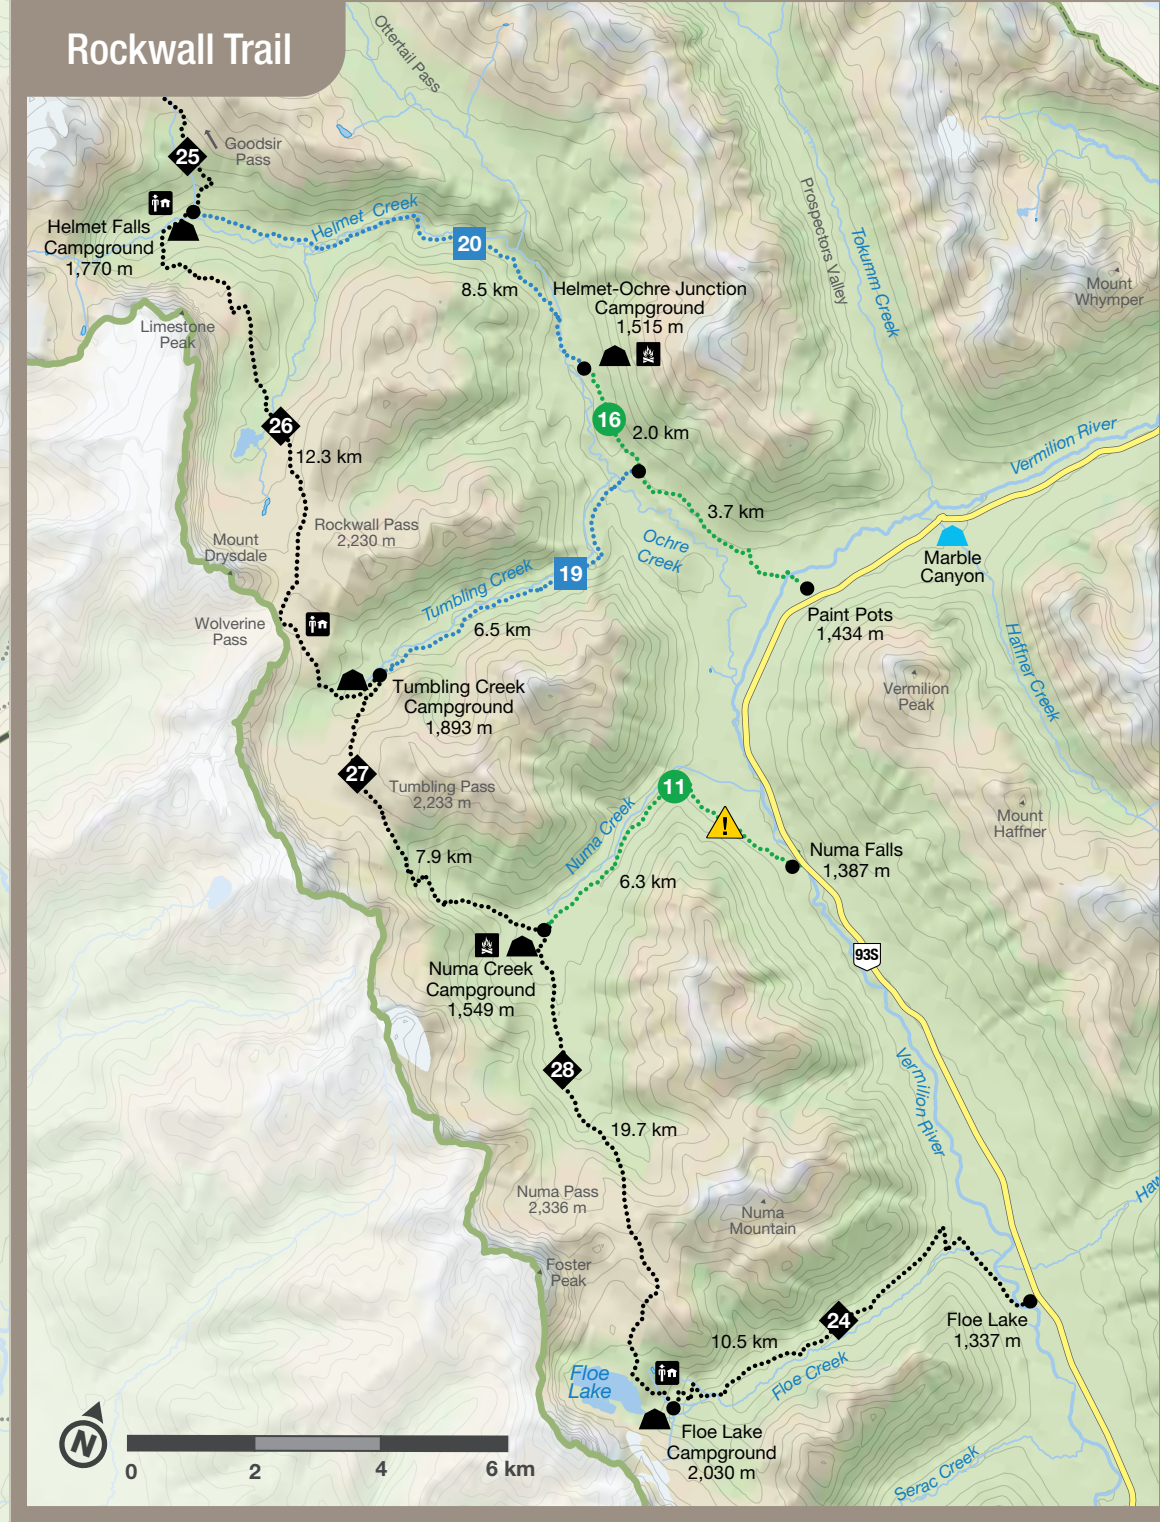 Rockwall Trail
Ottertail Pass
25
Goodsir
Pass
Helmet Falls
Campground
1,770 m
Helmet Creek
20
8.5 km
Helmet-Ochre Junction
Campground
1,515 m
Prospectors Valley
Tokumm Creek
Mount
Whymper
Limestone
Peak
16
2.0 km
26
12.3 km
Vermilion River
3.7 km
Rockwall Pass
2,230 m
Mount
Drysdale
Ochre
Creek
Marble
Canyon
19
Tumbling Creek
6.5 km
Paint Pots
1,434 m
Wolverine
Pass
Haffner Creek
Tumbling Creek
Campground
1,893 m
Vermilion
Peak
27
Tumbling Pass
2,233 m
11
!
Mount
Haffner
Numa Creek
7.9 km
6.3 km
Numa Falls
1,387 m
93S
Numa Creek
Campground
1,549 m
28
Vermilion River
19.7 km
Numa Pass
2,336 m
Numa
Mountain
Haw
Foster
Peak
24
Floe Lake
1,337 m
10.5 km
Floe Creek
Floe
Lake
Floe Lake
Campground
2,030 m
Serac Creek
N
0 2 4 6 km